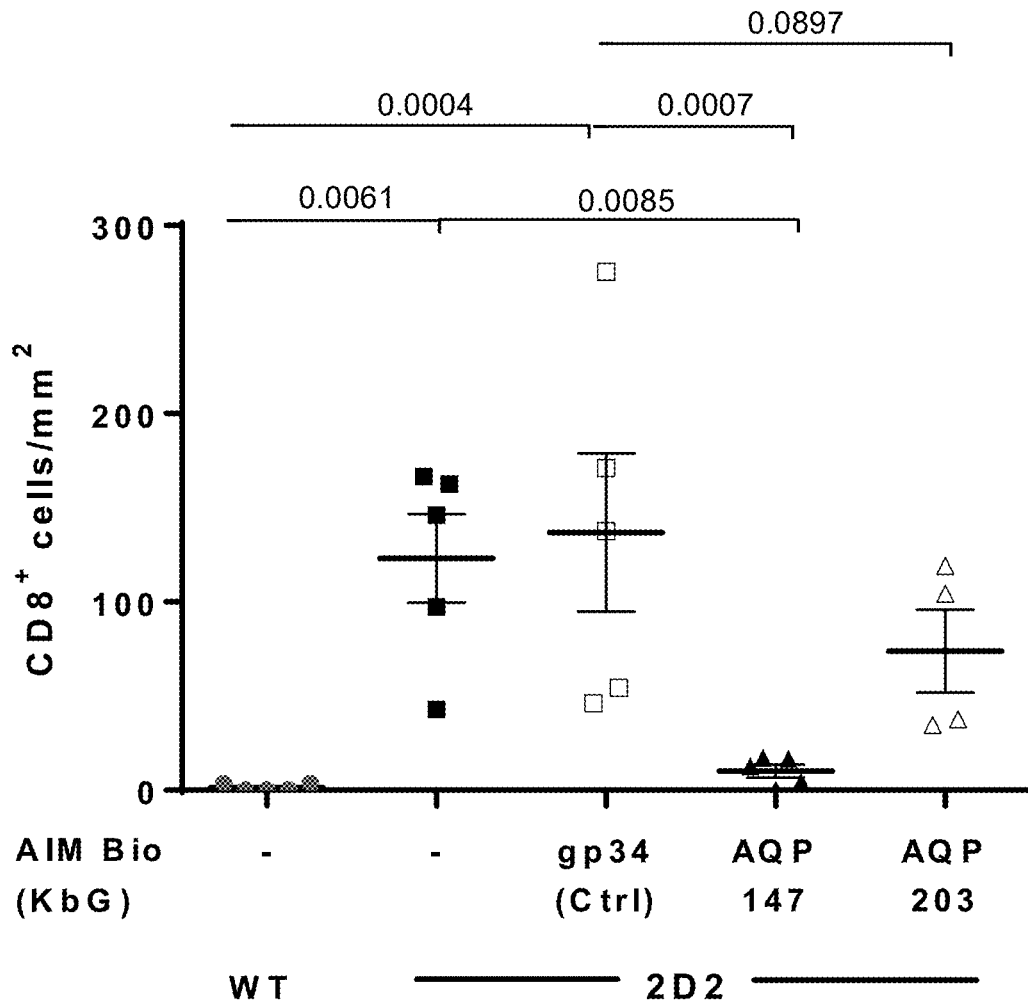 0.0897
0.0004 0.0007
0.0061 0.0085
300
200
100
0
CD8⁺ cells/mm²
AIM Bio - - gp34 AQP AQP
(KbG) (Ctrl) 147 203
WT 2D2